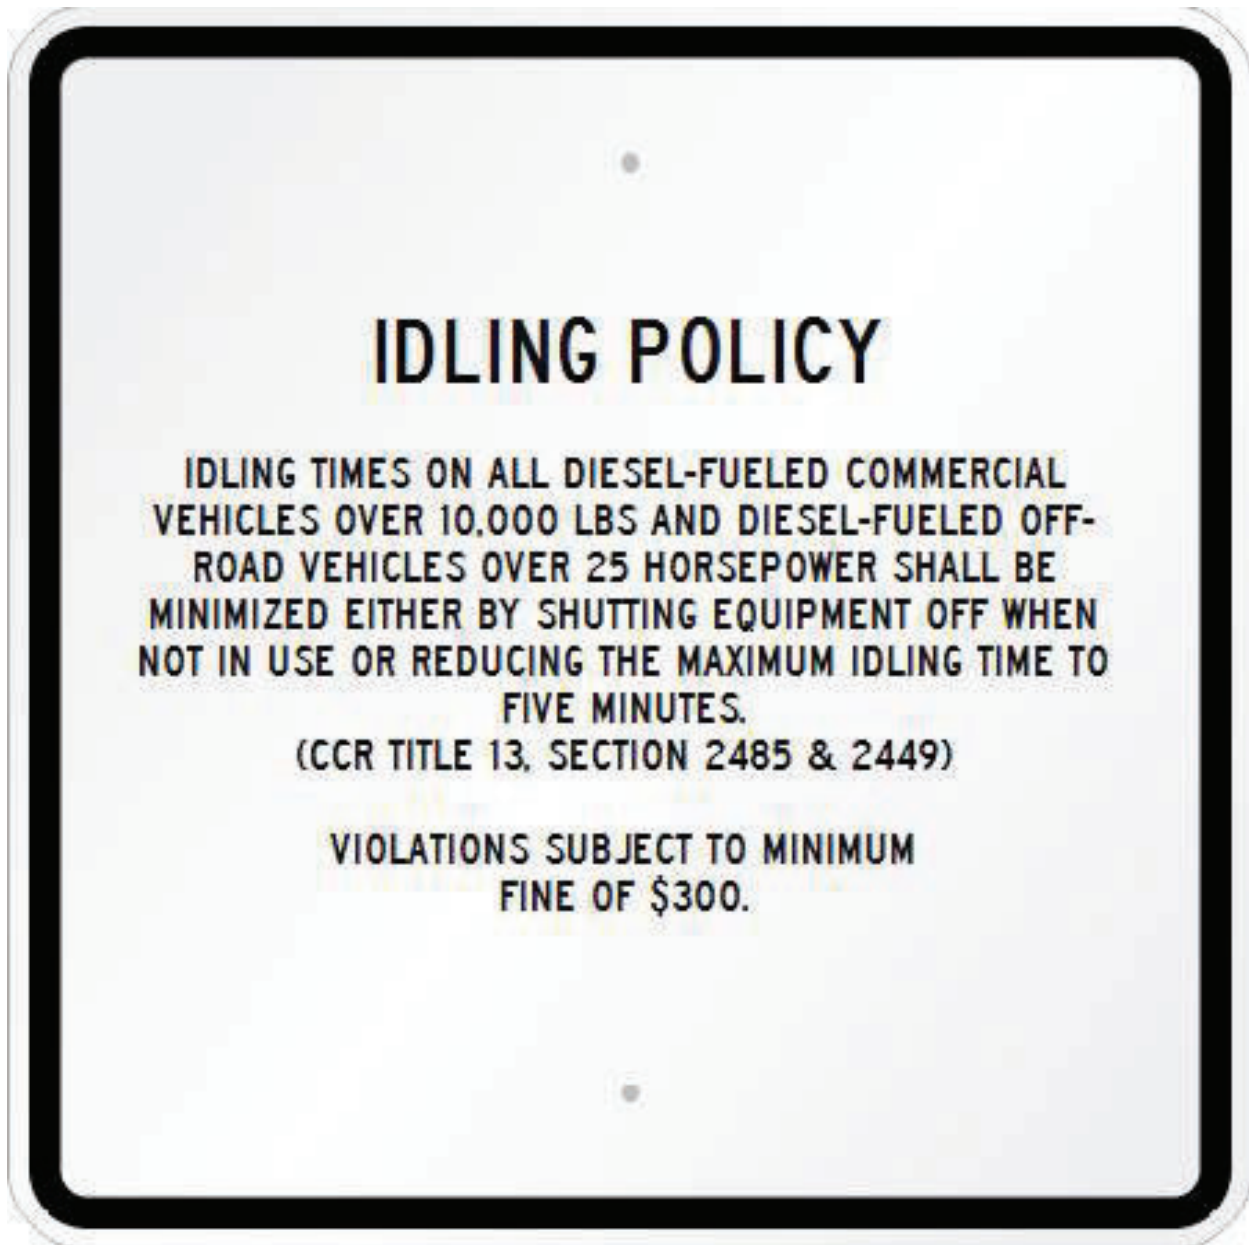 IDLING POLICY
IDLING TIMES ON ALL DIESEL-FUELED COMMERCIAL
VEHICLES OVER 10,000 LBS AND DIESEL-FUELED OFF-
ROAD VEHICLES OVER 25 HORSEPOWER SHALL BE
MINIMIZED EITHER BY SHUTTING EQUIPMENT OFF WHEN
NOT IN USE OR REDUCING THE MAXIMUM IDLING TIME TO
FIVE MINUTES.
(CCR TITLE 13, SECTION 2485 & 2449)
VIOLATIONS SUBJECT TO MINIMUM
FINE OF $300.